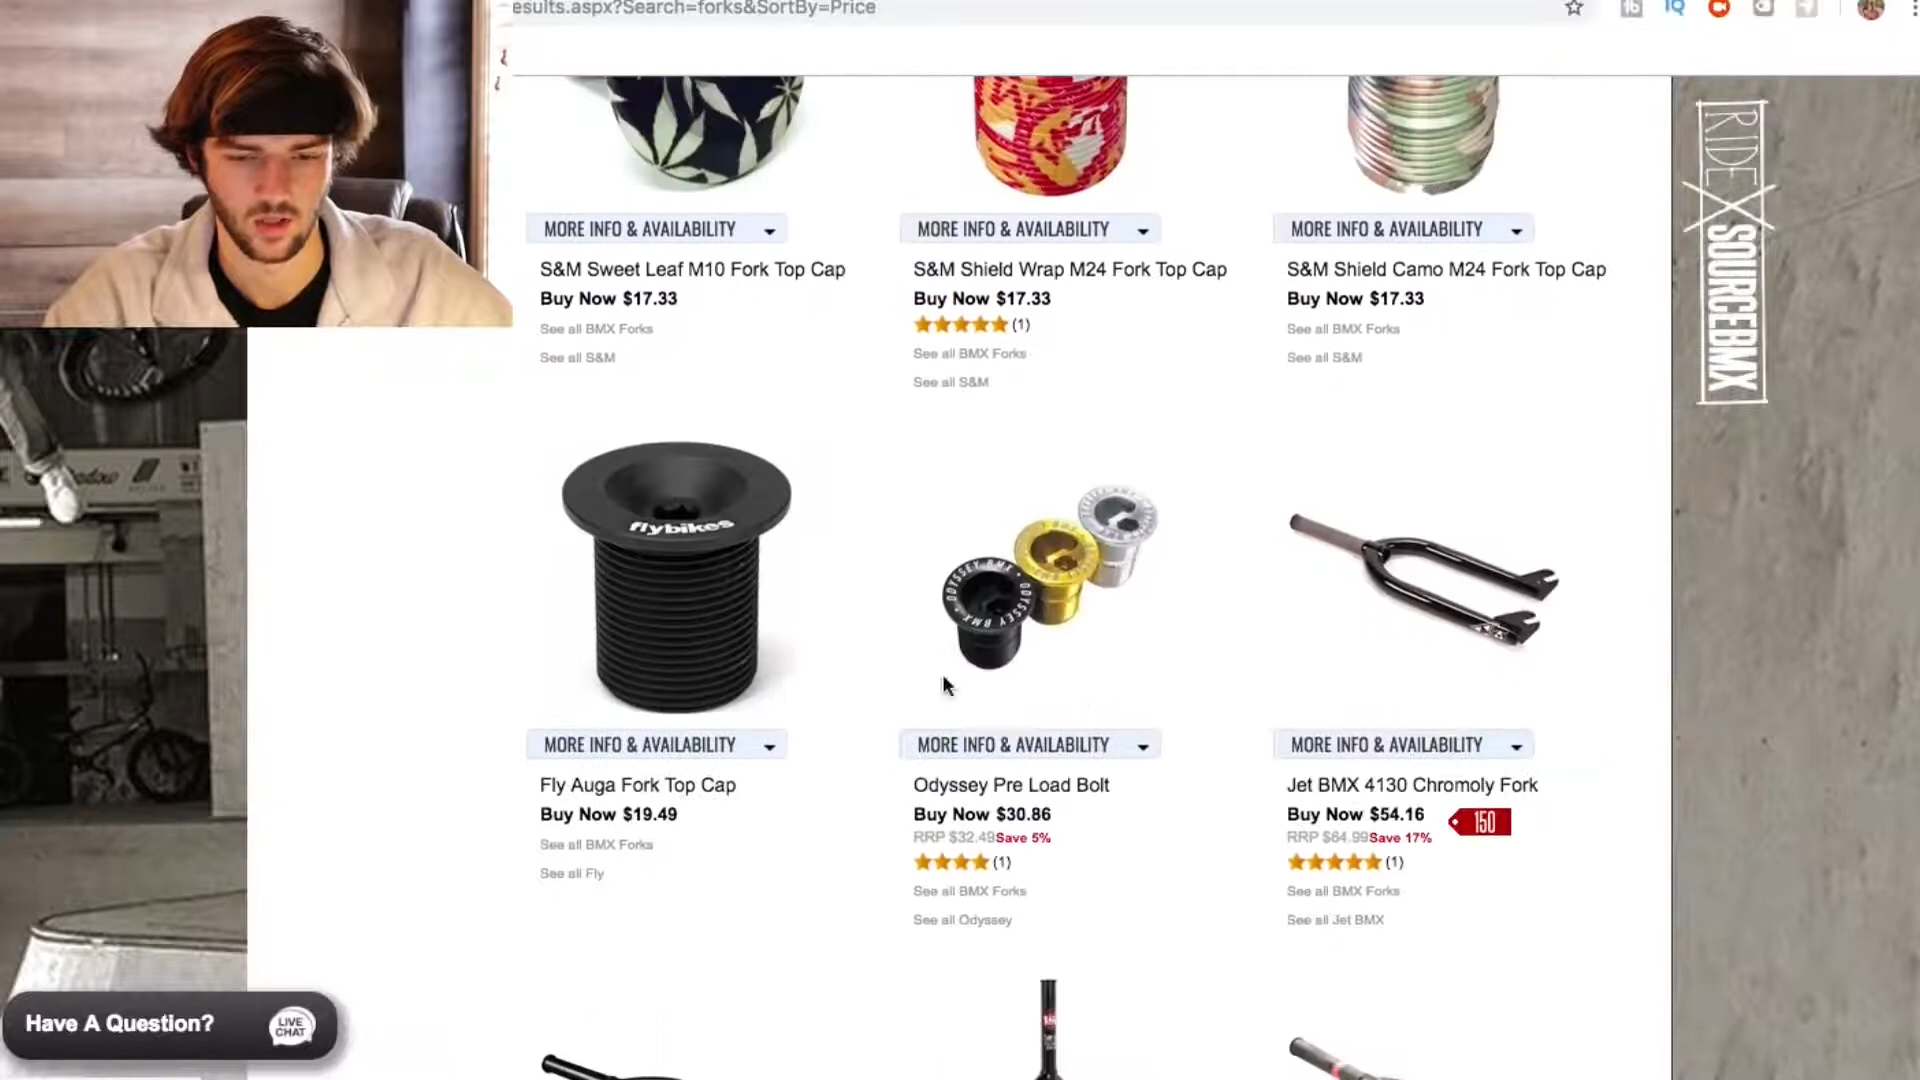 esults.aspx?Search=forks&SortBy=Price
MORE INFO & AVAILABILITY
MORE INFO & AVAILABILITY
MORE INFO & AVAILABILITY
S&M Sweet Leaf M10 Fork Top Cap
S&M Shield Wrap M24 Fork Top Cap
S&M Shield Camo M24 Fork Top Cap
Buy Now $17.33
Buy Now $17.33
Buy Now $17.33
(1)
See all BMX Forks
See all BMX Forks
See all BMX Forks
See all S&M
See all S&M
See all S&M
RIDE
SOURCEBMX
flybikes
ODYSSEY BMX • ODYSSEY BMX •
MORE INFO & AVAILABILITY
MORE INFO & AVAILABILITY
MORE INFO & AVAILABILITY
Fly Auga Fork Top Cap
Odyssey Pre Load Bolt
Jet BMX 4130 Chromoly Fork
Buy Now $19.49
Buy Now $30.86
Buy Now $54.16
150
RRP $32.49 Save 5%
RRP $64.99 Save 17%
(1)
(1)
See all BMX Forks
See all BMX Forks
See all BMX Forks
See all Fly
See all Odyssey
See all Jet BMX
Have A Question?
LIVE
CHAT